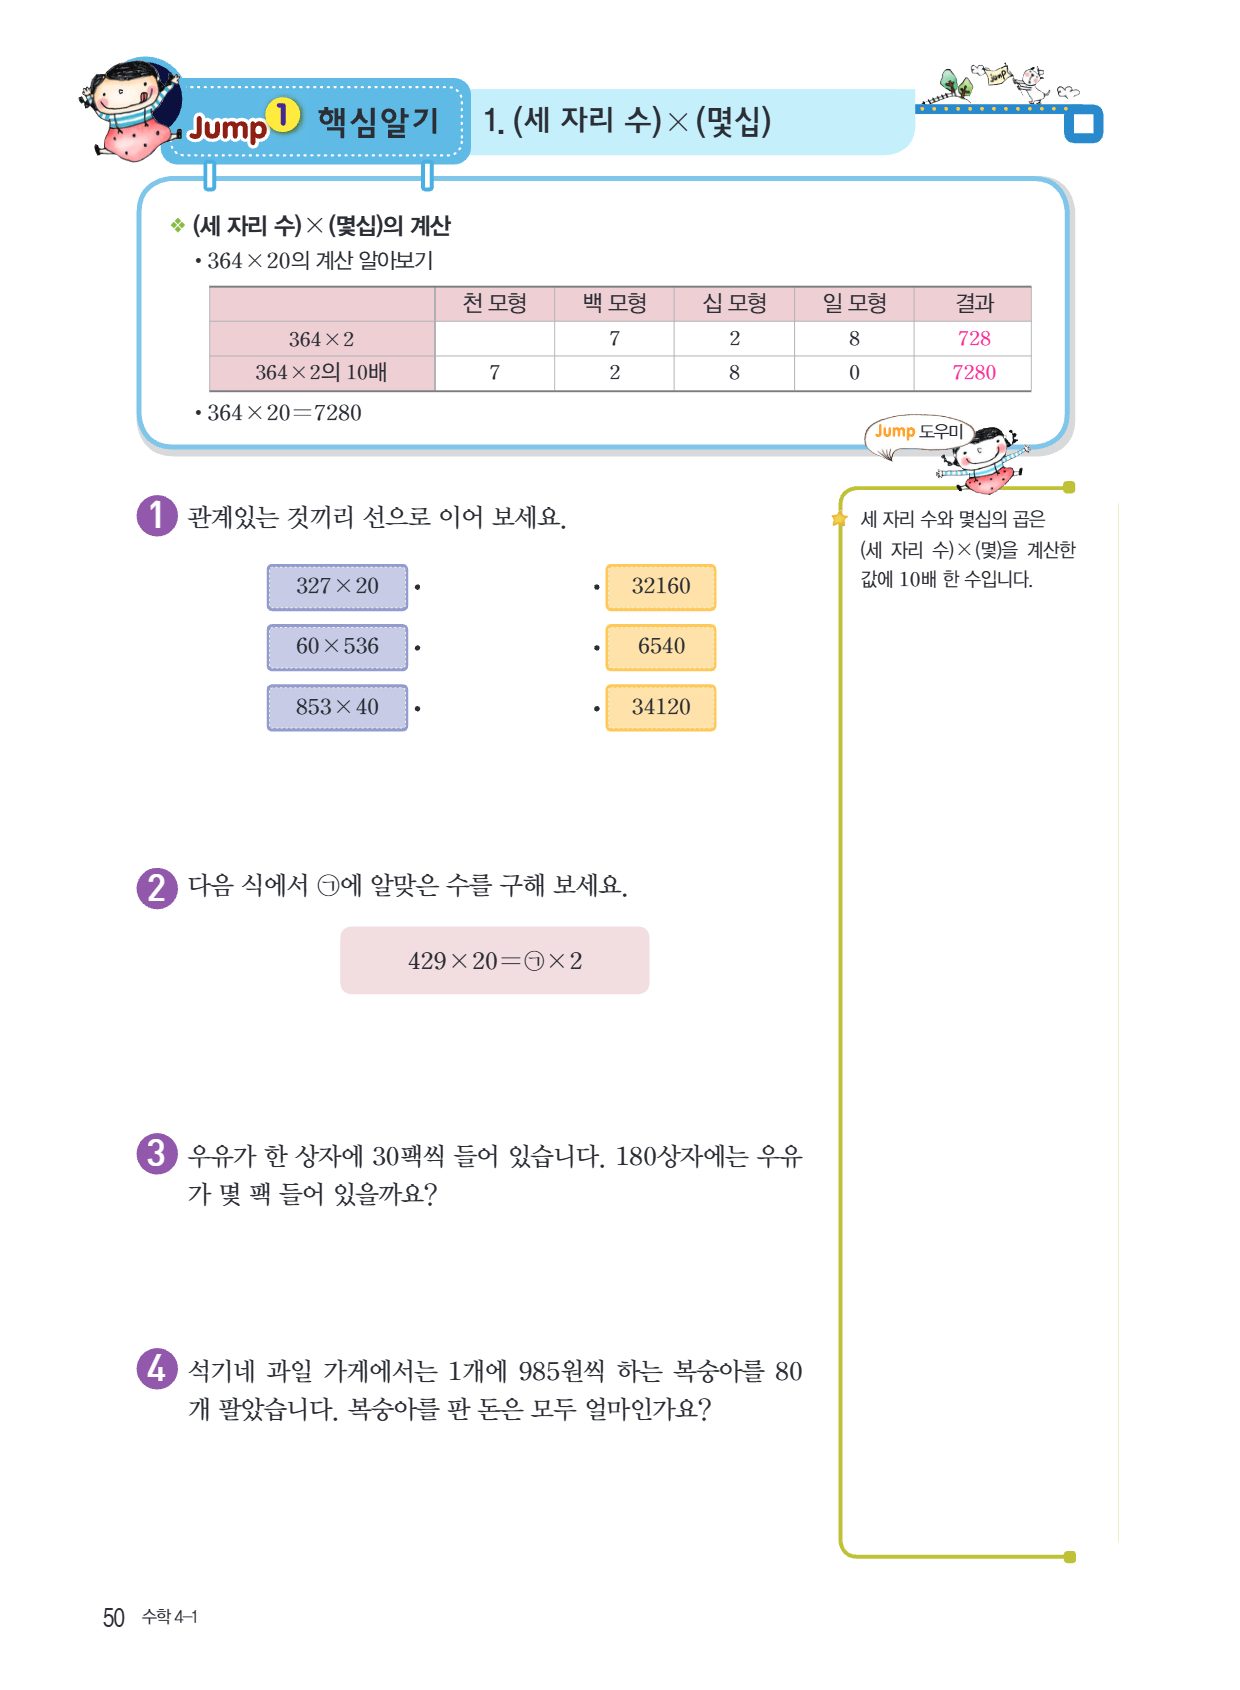 Jump 1 핵심알기
1. (세 자리 수)×(몇십)
Jump
(세 자리 수)×(몇십)의 계산
• 364×20의 계산 알아보기
천 모형 백 모형 십 모형 일 모형 결과
364×2 7 2 8 728
364×2의 10배 7 2 8 0 7280
• 364×20=7280
Jump 도우미
1 관계있는 것끼리 선으로 이어 보세요.
327×20 • • 32160
60×536 • • 6540
853×40 • • 34120
세 자리 수와 몇십의 곱은
(세 자리 수)×(몇)을 계산한
값에 10배 한 수입니다.
2 다음 식에서 ㉠에 알맞은 수를 구해 보세요.
429×20=㉠×2
3 우유가 한 상자에 30팩씩 들어 있습니다. 180상자에는 우유
가 몇 팩 들어 있을까요?
4 석기네 과일 가게에서는 1개에 985원씩 하는 복숭아를 80
개 팔았습니다. 복숭아를 판 돈은 모두 얼마인가요?
50 수학 4-1